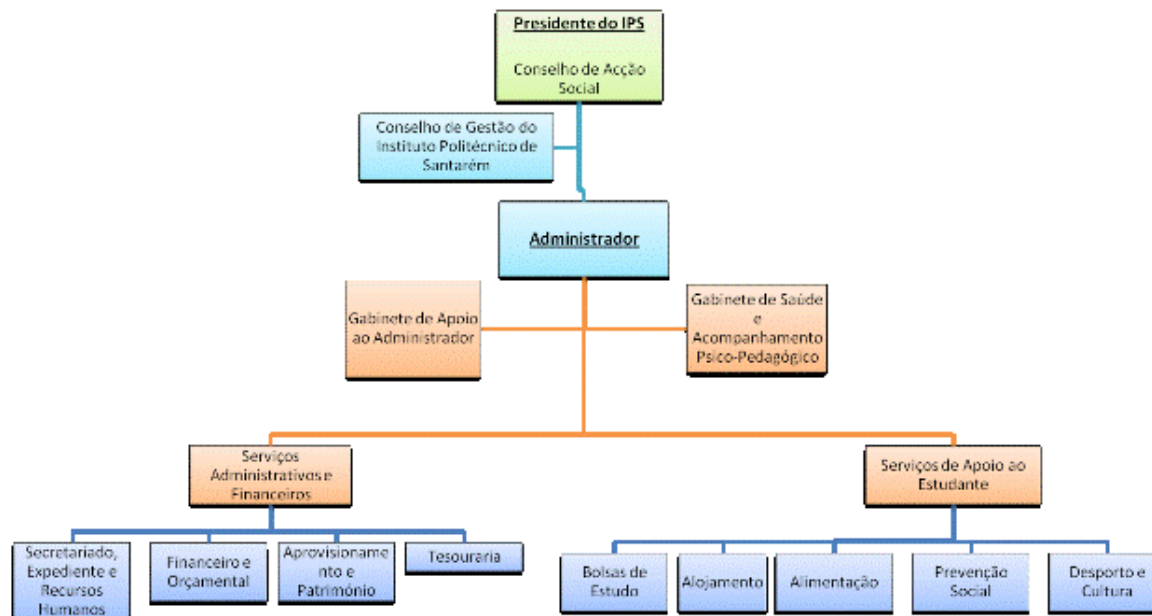 Presidente do IPS
Conselho de Acção
Social
Conselho de Gestão do
Instituto Politécnico de
Santarém
Administrador
Gabinete de Apoio
ao Administrador
Gabinete de Saúde
e
Acompanhamento
Psico-Pedagógico
Serviços
Administrativos e
Financeiros
Serviços de Apoio ao
Estudante
Secretariado,
Expediente e
Recursos
Humanos
Financeiro e
Orçamental
Aprovisioname
nto e
Património
Tesouraria
Bolsas de
Estudo
Alojamento
Alimentação
Prevenção
Social
Desporto e
Cultura